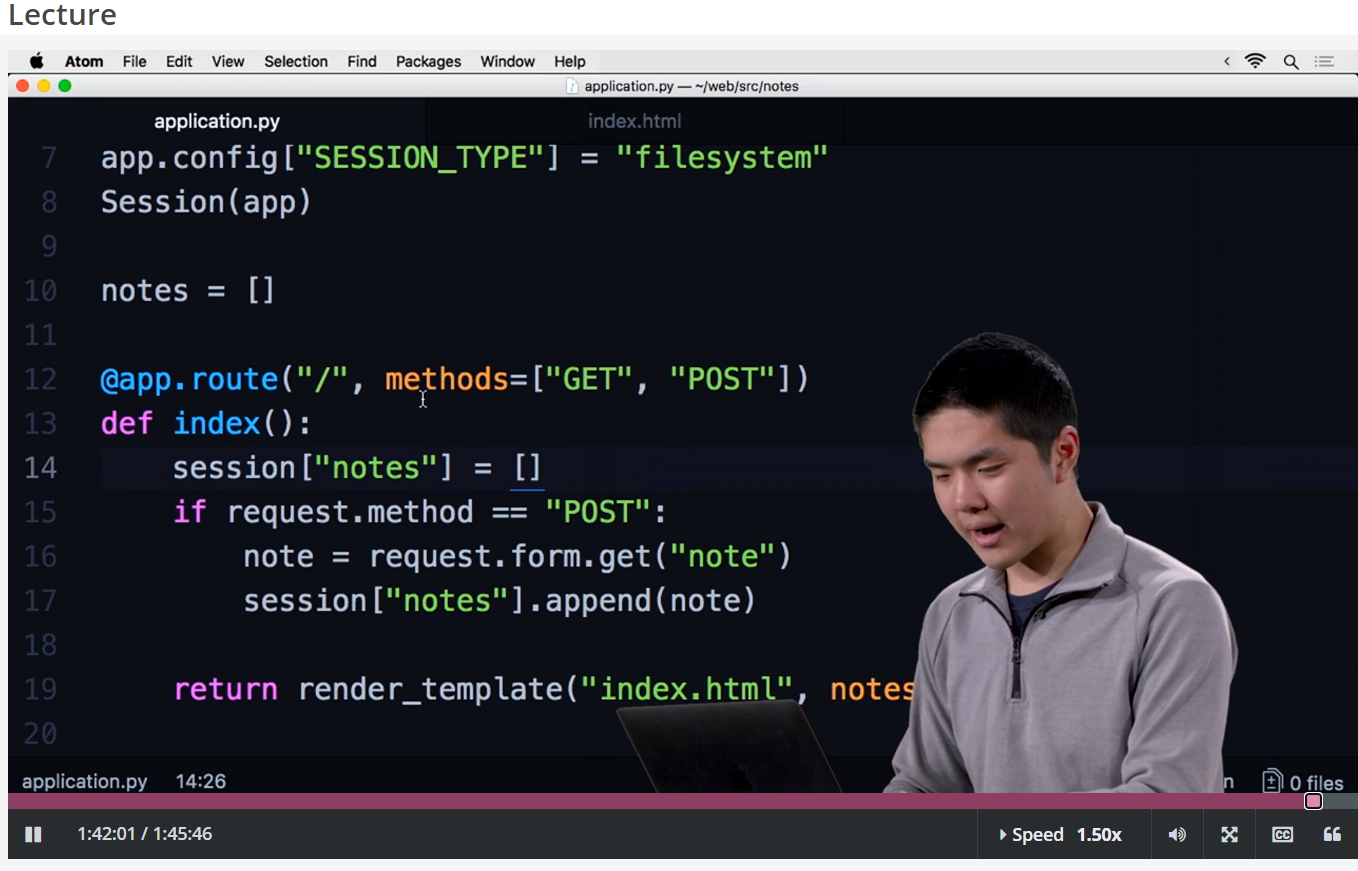 Lecture
Atom File Edit View Selection Find Packages Window Help
application.py — ~/web/src/notes
application.py index.html
7 app.config["SESSION_TYPE"] = "filesystem"
8 Session(app)
9
10 notes = []
11
12 @app.route("/", methods=["GET", "POST"])
13 def index():
14 session["notes"] = []
15 if request.method == "POST":
16 note = request.form.get("note")
17 session["notes"].append(note)
18
19 return render_template("index.html", notes
20
application.py 14:26 n 0 files
1:42:01 / 1:45:46 Speed 1.50x CC